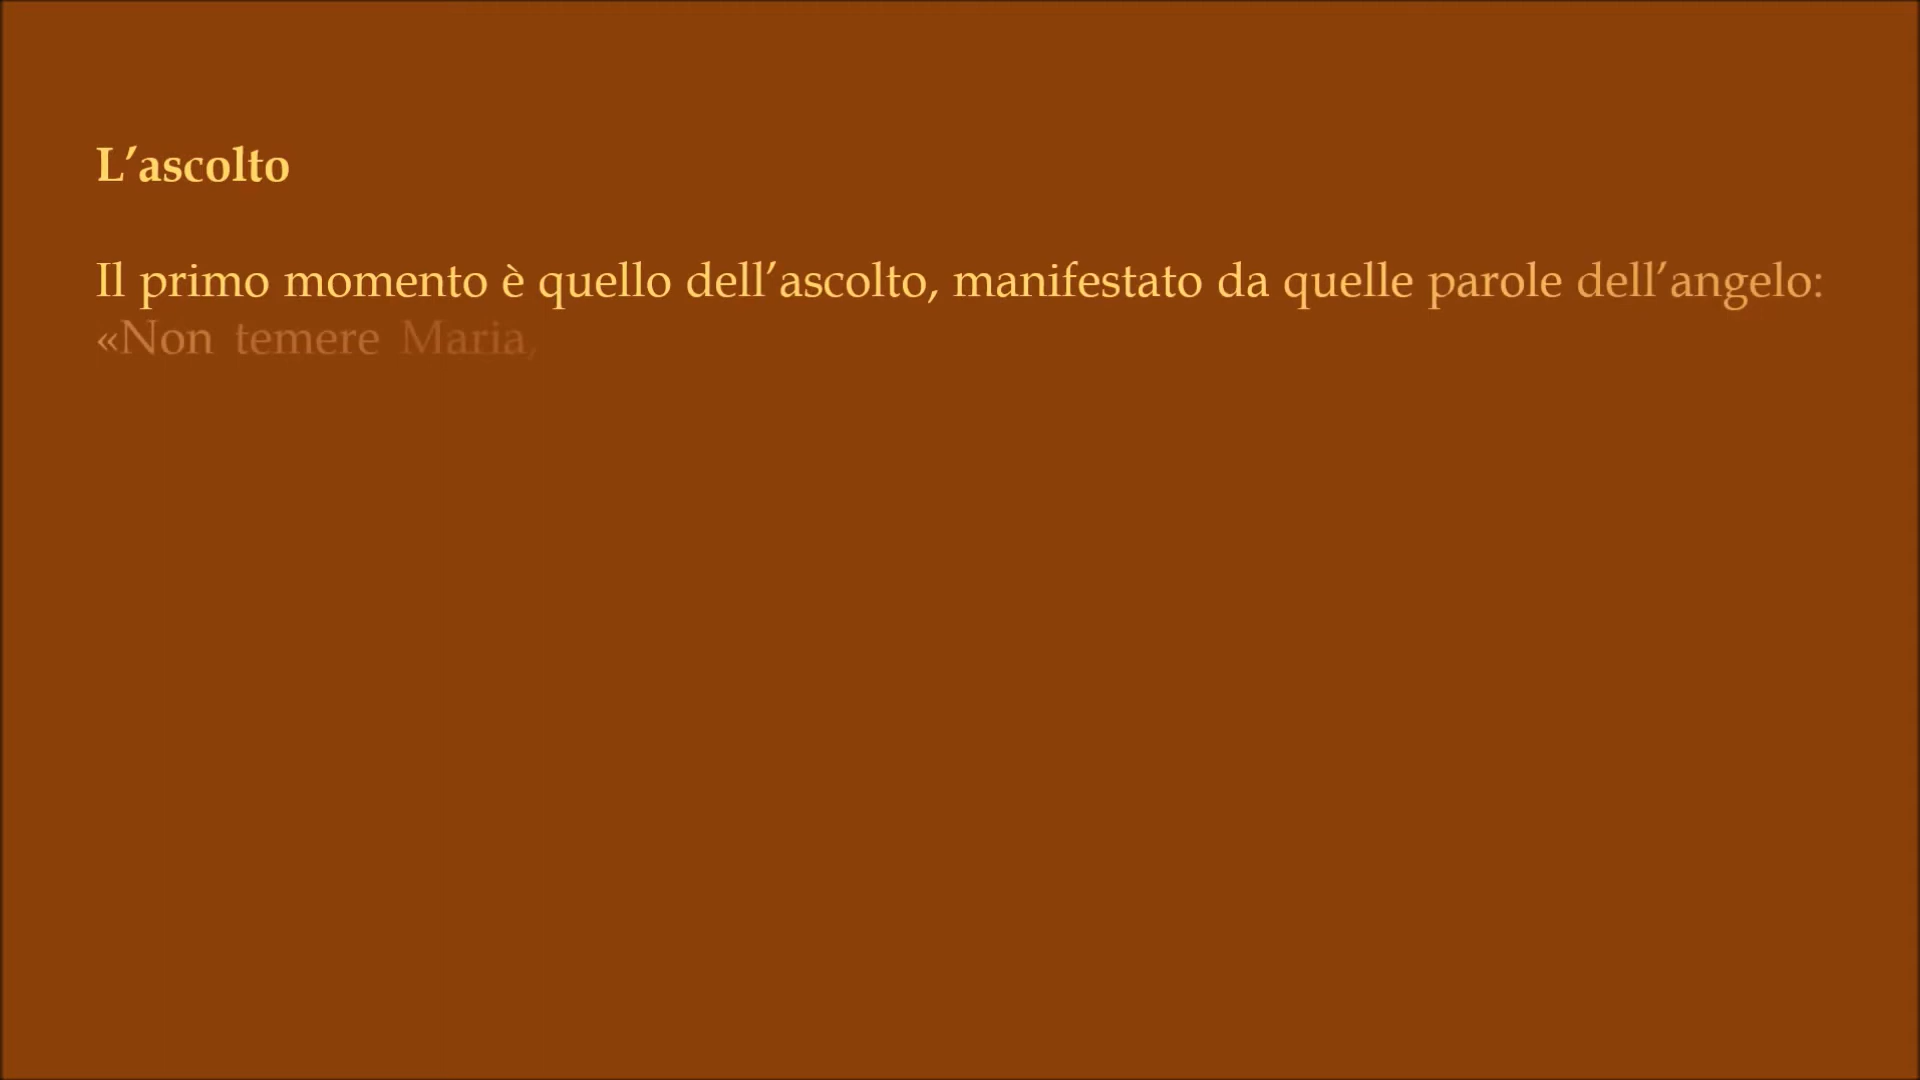 L’ascolto
Il primo momento è quello dell’ascolto, manifestato da quelle parole dell’angelo:
«Non temere Maria,